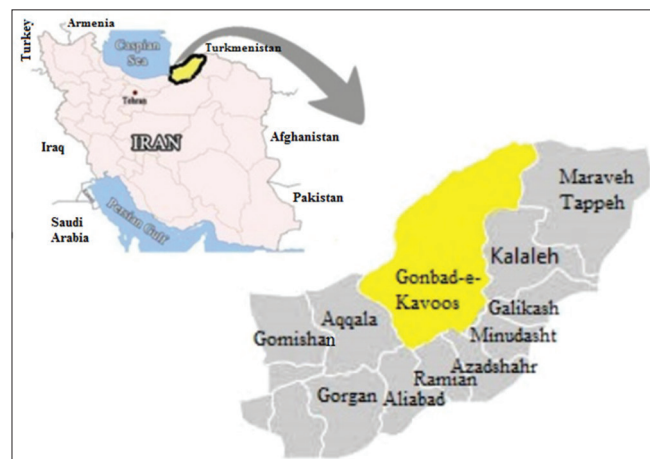 Armenia
Turkey
Caspian
Sea
Turkmenistan
Tehran
IRAN
Afghanistan
Iraq
Pakistan
Persian Gulf
Saudi
Arabia
Maraveh
Tappeh
Kalaleh
Gonbad-e-
Kavoos
Galikash
Aqqala
Minudasht
Gomishan
Azadshahr
Ramian
Gorgan
Aliabad